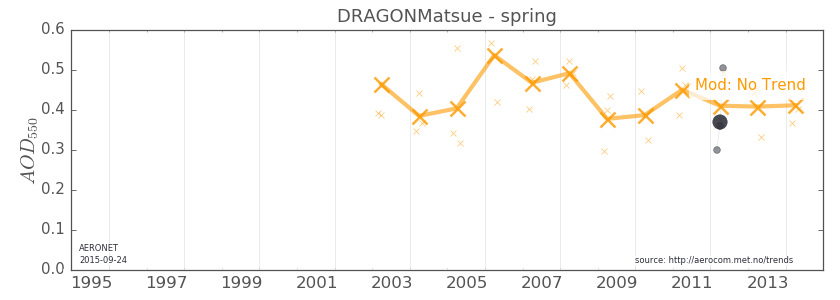 DRAGONMatsue - spring
0.6
0.5
0.4
0.3
0.2
0.1
0.0
AOD550
Mod: No Trend
AERONET
2015-09-24
source: http://aerocom.met.no/trends
1995 1997 1999 2001 2003 2005 2007 2009 2011 2013